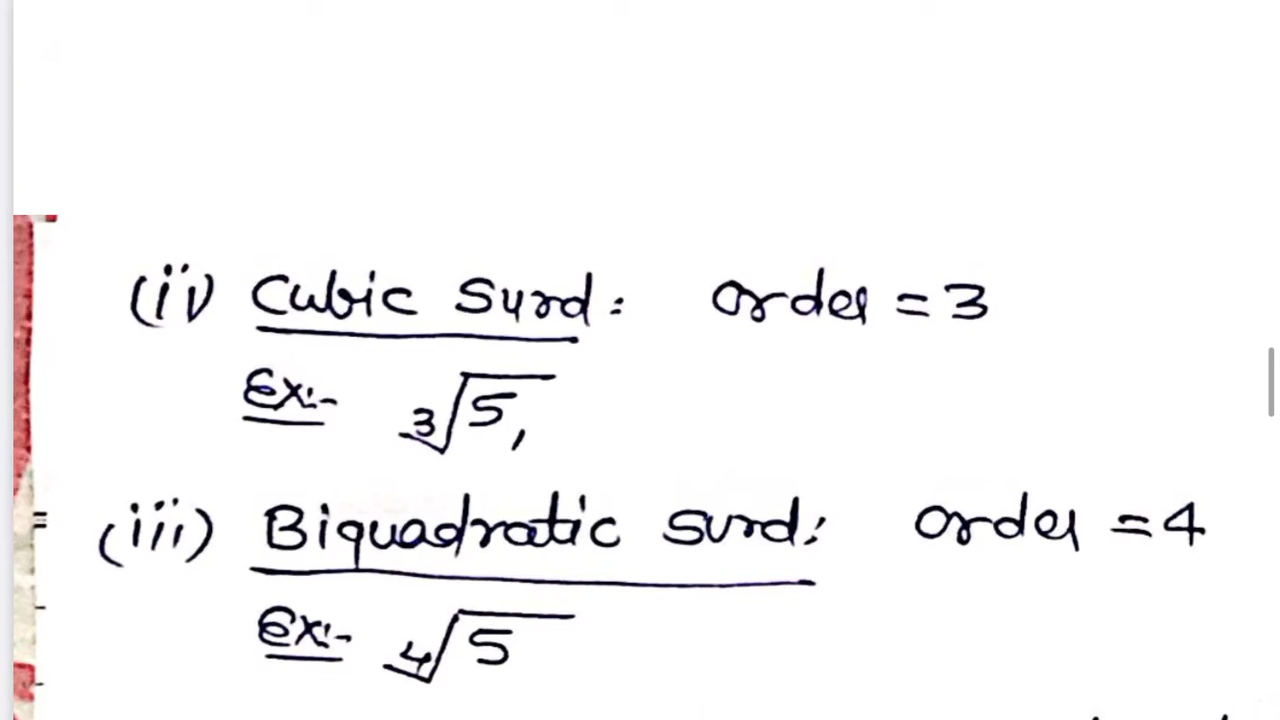 (ii) Cubic Surd: order = 3
Ex:- ∛5,
(iii) Biquadratic Surd: order = 4
Ex:- ∜5